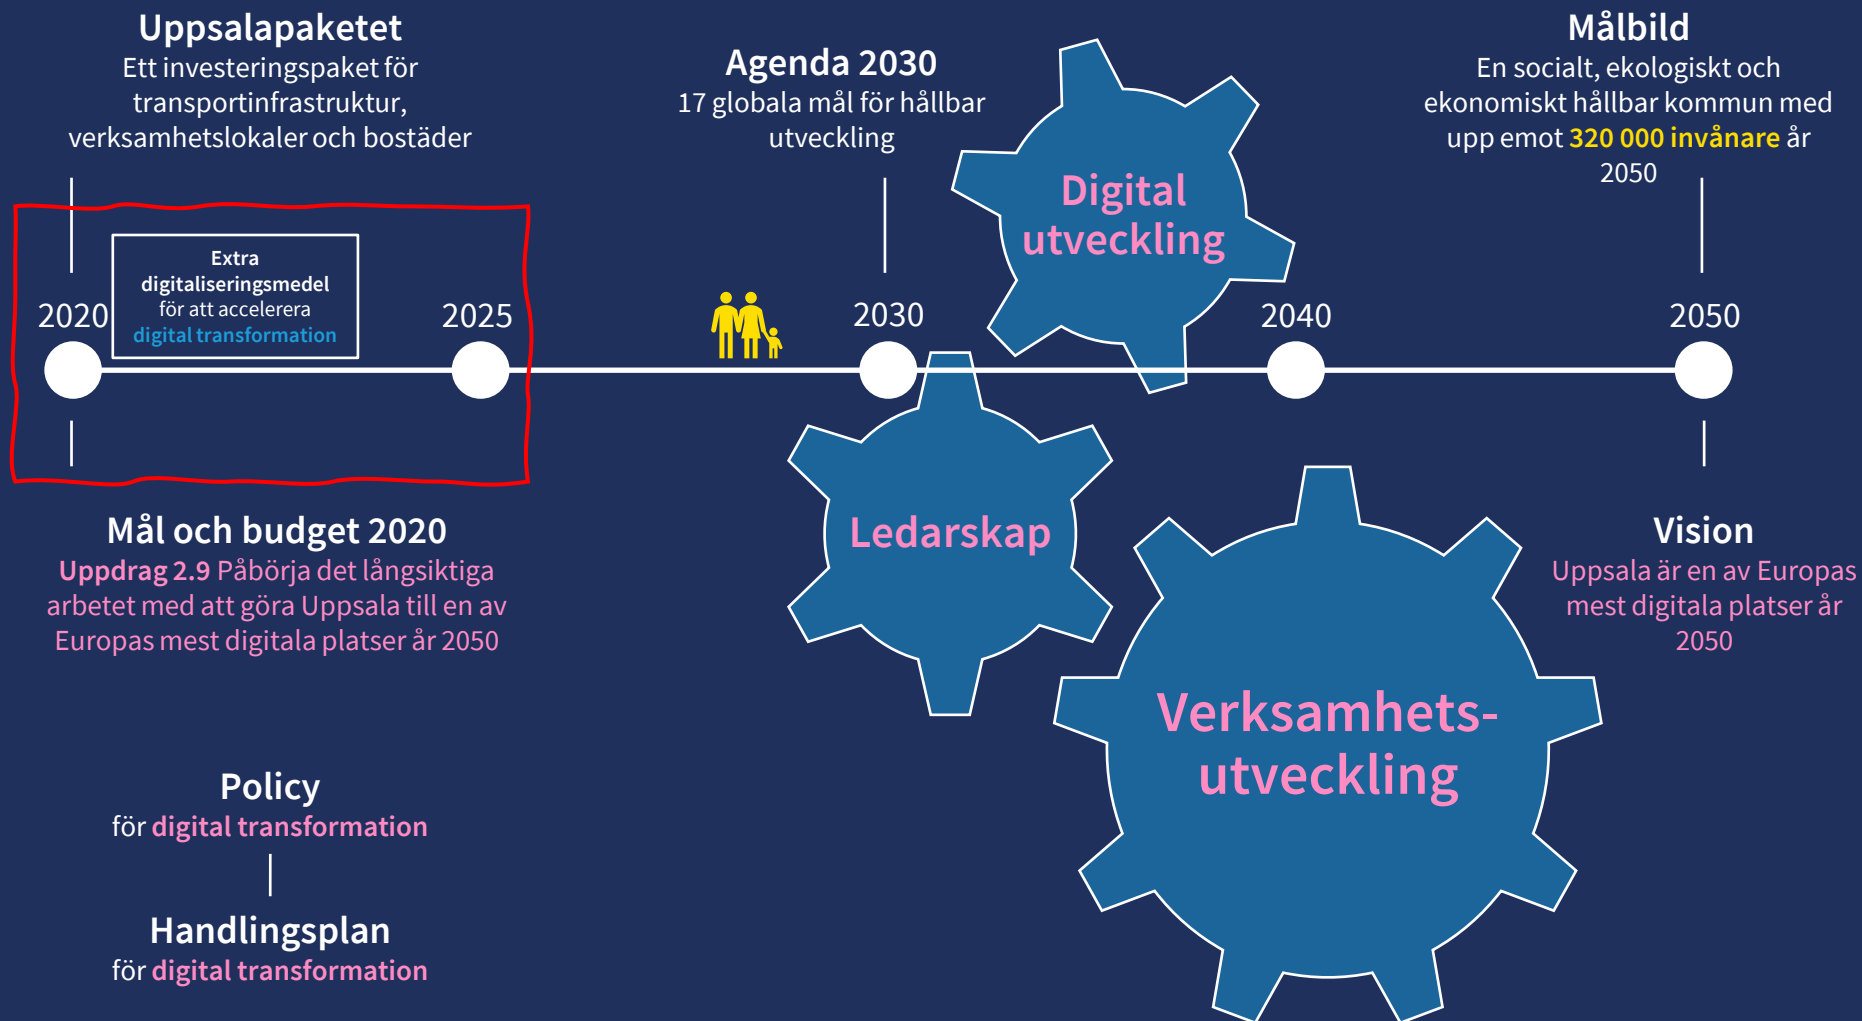 Uppsalapaketet
Ett investeringspaket för
transportinfrastruktur,
verksamhetslokaler och bostäder
Agenda 2030
17 globala mål för hållbar
utveckling
Målbild
En socialt, ekologiskt och
ekonomiskt hållbar kommun med
upp emot 320 000 invånare år
2050
Digital
utveckling
Extra
digitaliseringsmedel
för att accelerera
digital transformation
2020
2025
2030
2040
2050
Mål och budget 2020
Uppdrag 2.9 Påbörja det långsiktiga
arbetet med att göra Uppsala till en av
Europas mest digitala platser år 2050
Ledarskap
Vision
Uppsala är en av Europas
mest digitala platser år
2050
Verksamhets-
utveckling
Policy
för digital transformation
Handlingsplan
för digital transformation